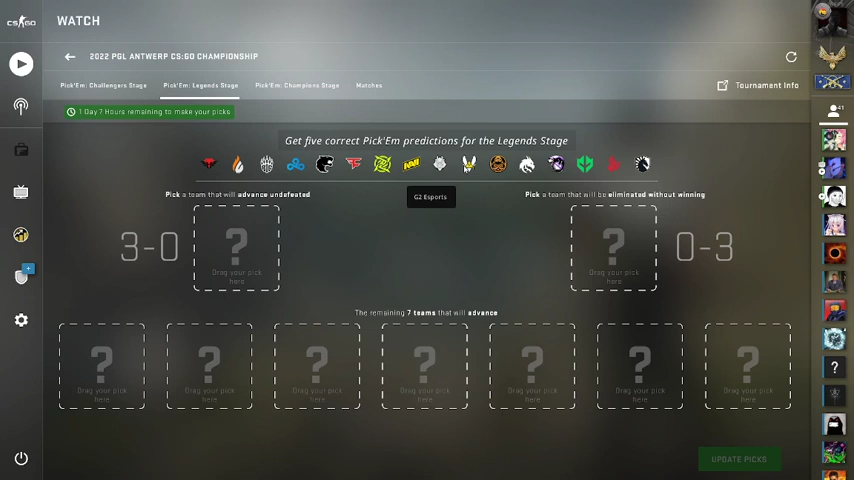 CS:GO
WATCH
2022 PGL ANTWERP CS:GO CHAMPIONSHIP
Pick'Em: Challengers Stage
Pick'Em: Legends Stage
Pick'Em: Champions Stage
Matches
Tournament Info
1 Day 7 Hours remaining to make your picks
41
Get five correct Pick'Em predictions for the Legends Stage
NAVI
Pick a team that will advance undefeated
G2 Esports
Pick a team that will be eliminated without winning
3-0
?
Drag your pick
here
?
Drag your pick
here
0-3
The remaining 7 teams that will advance
?
Drag your pick
here
?
Drag your pick
here
?
Drag your pick
here
?
Drag your pick
here
?
Drag your pick
here
?
Drag your pick
here
?
Drag your pick
here
?
UPDATE PICKS